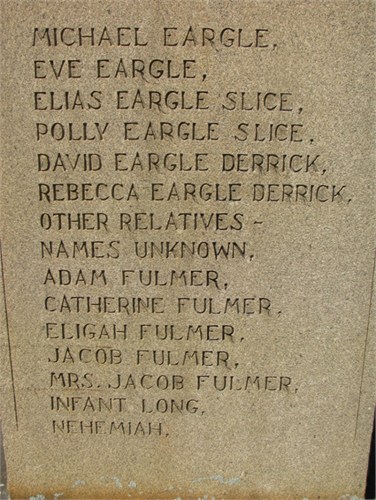 MICHAEL EARGLE,
EVE EARGLE,
ELIAS EARGLE SLICE,
POLLY EARGLE SLICE,
DAVID EARGLE DERRICK,
REBECCA EARGLE DERRICK,
OTHER RELATIVES -
NAMES UNKNOWN,
ADAM FULMER,
CATHERINE FULMER,
ELIGAH FULMER,
JACOB FULMER,
MRS. JACOB FULMER,
INFANT LONG,
NEHEMIAH,